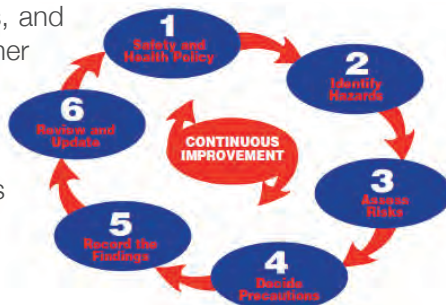 s, and
ner
s
1
Safety and
Health Policy
2
Identify
Hazards
3
Assess
Risks
4
Decide
Precautions
5
Record the
Findings
6
Review and
Update
CONTINUOUS
IMPROVEMENT